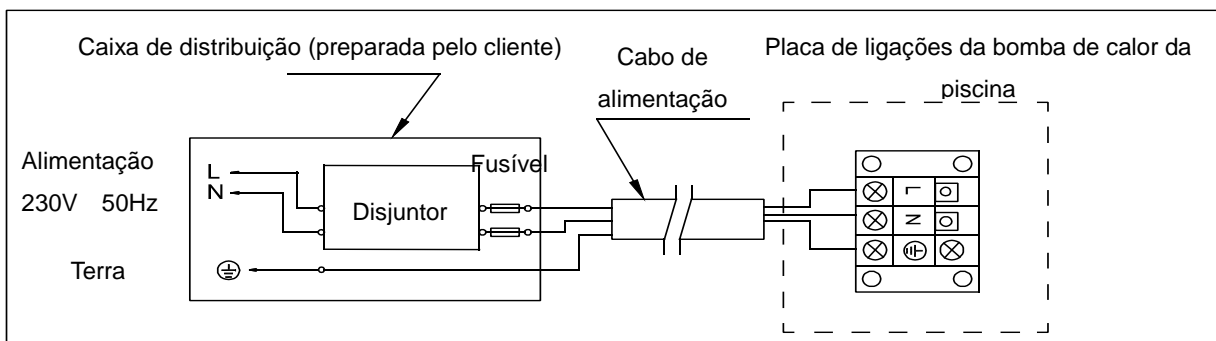 Caixa de distribuição (preparada pelo cliente)
Cabo de
alimentação
Placa de ligações da bomba de calor da
piscina
Alimentação
230V 50Hz
L
N
Disjuntor
Fusível
Terra
L
N